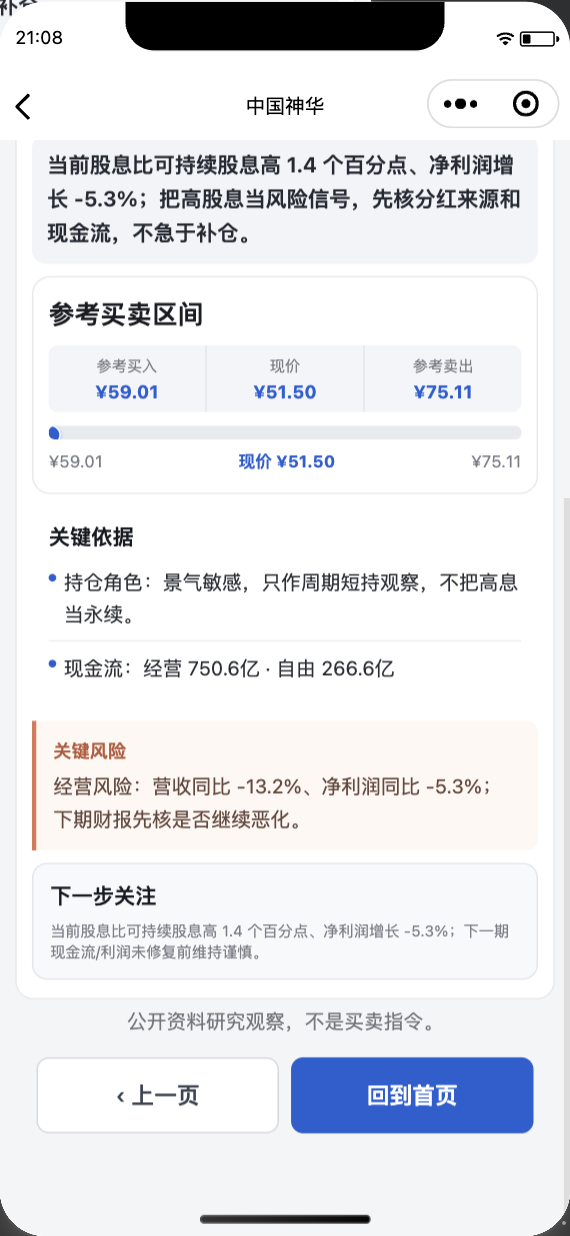 21:08
中国神华
当前股息比可持续股息高 1.4 个百分点、净利润增
长 -5.3%；把高股息当风险信号，先核分红来源和
现金流，不急于补仓。
参考买卖区间
参考买入 现价 参考卖出
¥59.01 ¥51.50 ¥75.11
¥59.01 现价 ¥51.50 ¥75.11
关键依据
持仓角色：景气敏感，只作周期短持观察，不把高息
当永续。
现金流：经营 750.6亿 · 自由 266.6亿
关键风险
经营风险：营收同比 -13.2%、净利润同比 -5.3%；
下期财报先核是否继续恶化。
下一步关注
当前股息比可持续股息高 1.4 个百分点、净利润增长 -5.3%；下一期
现金流/利润未修复前维持谨慎。
公开资料研究观察，不是买卖指令。
‹ 上一页 回到首页